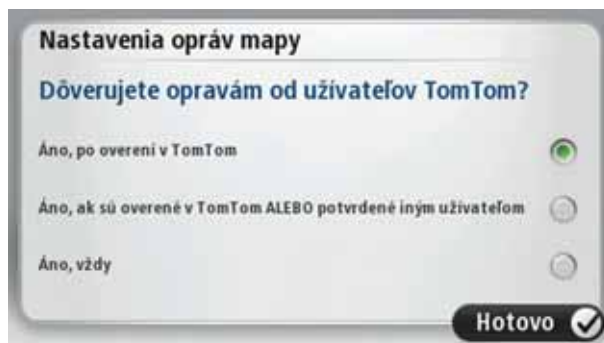 Nastavenia opráv mapy
Dôverujete opravám od užívateľov TomTom?
Áno, po overení v TomTom
Áno, ak sú overené v TomTom ALEBO potvrdené iným užívateľom
Áno, vždy
Hotovo